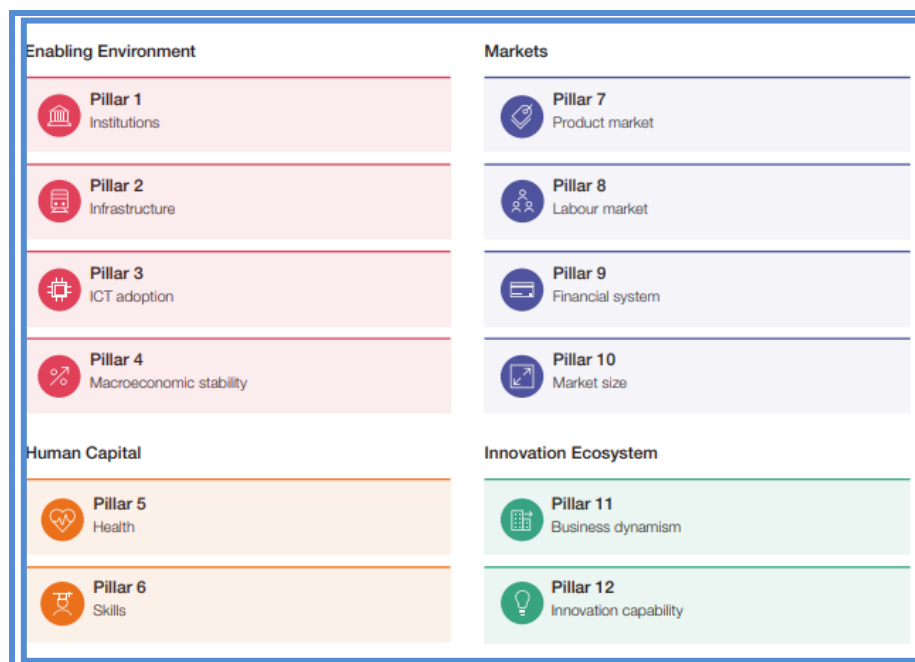 Enabling Environment
Pillar 1
Institutions
Pillar 2
Infrastructure
Pillar 3
ICT adoption
Pillar 4
Macroeconomic stability
Human Capital
Pillar 5
Health
Pillar 6
Skills
Markets
Pillar 7
Product market
Pillar 8
Labour market
Pillar 9
Financial system
Pillar 10
Market size
Innovation Ecosystem
Pillar 11
Business dynamism
Pillar 12
Innovation capability